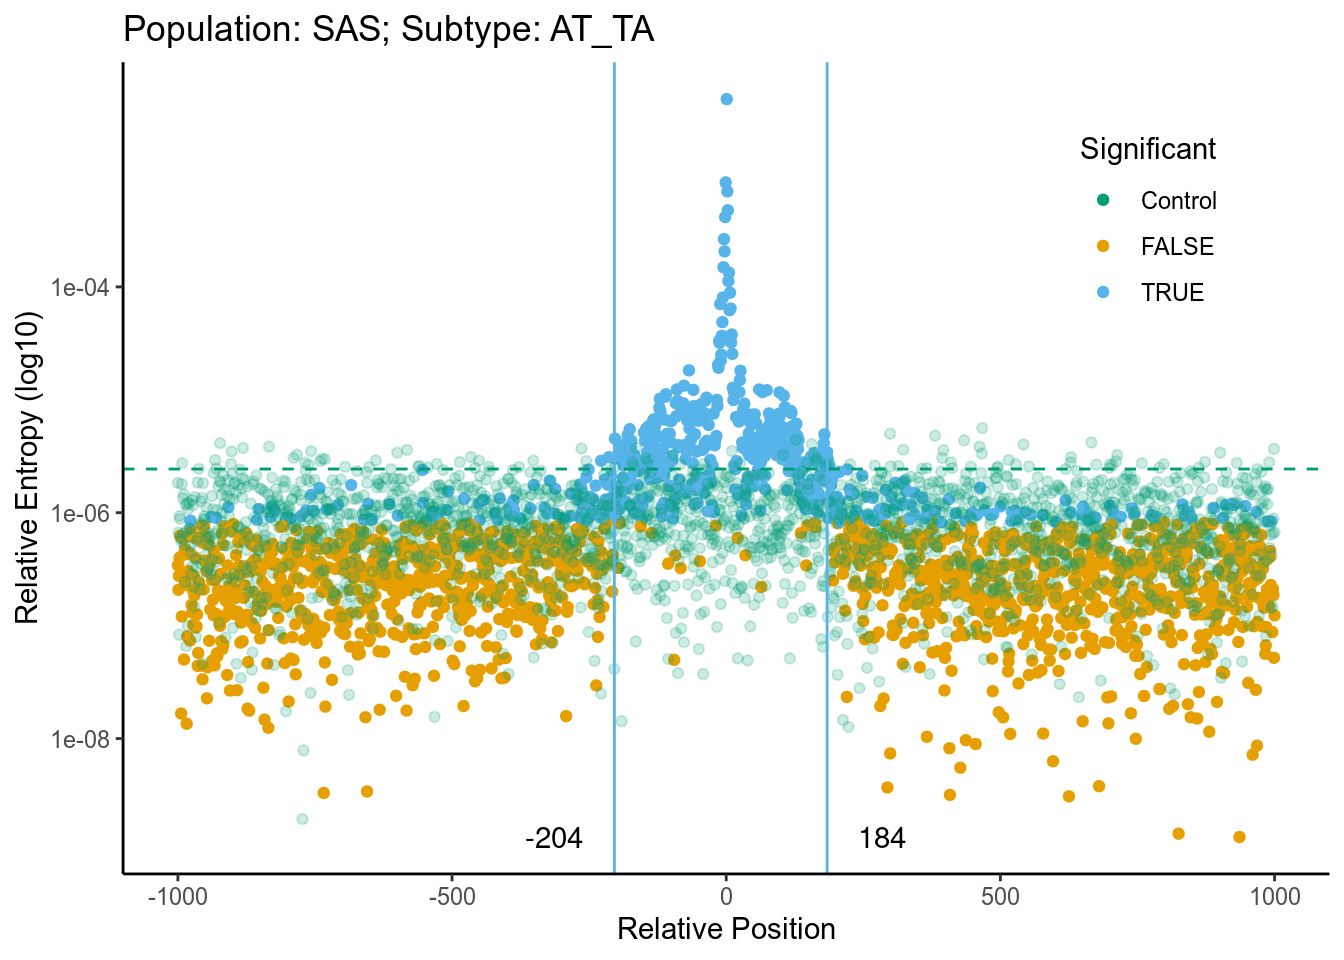 Population: SAS; Subtype: AT_TA
Significant
Control
FALSE
TRUE
Relative Entropy (log10)
1e-04
1e-06
1e-08
-204
184
-1000
-500
0
500
1000
Relative Position